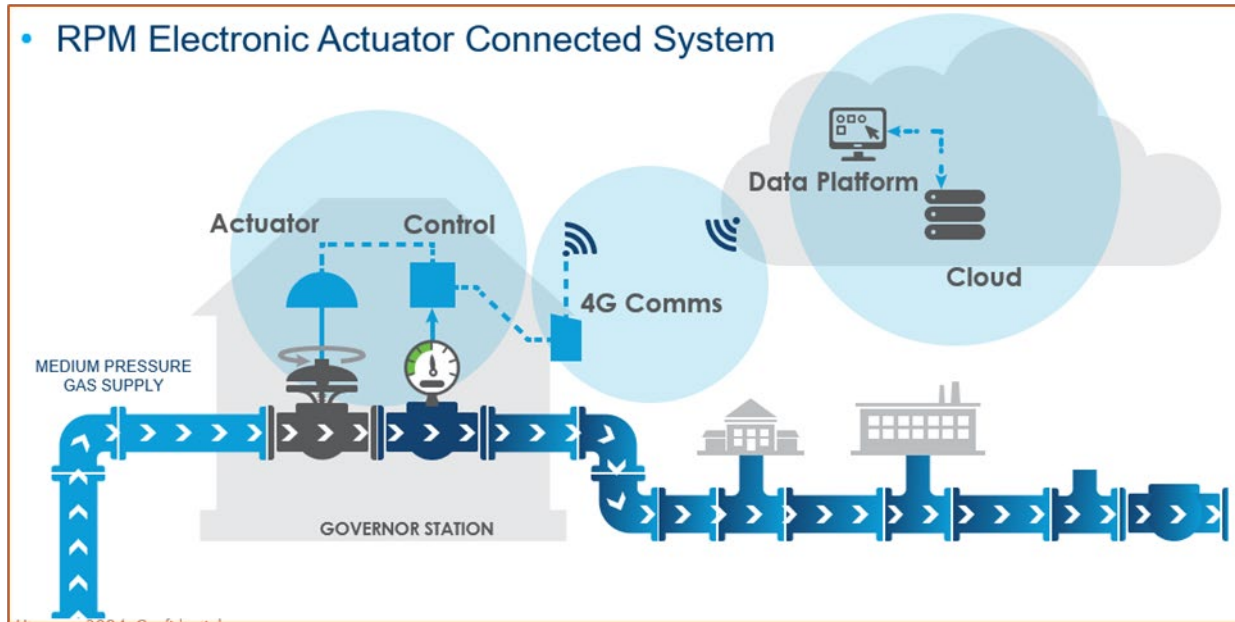 • RPM Electronic Actuator Connected System
Data Platform
Actuator
Control
Cloud
4G Comms
MEDIUM PRESSURE
GAS SUPPLY
GOVERNOR STATION